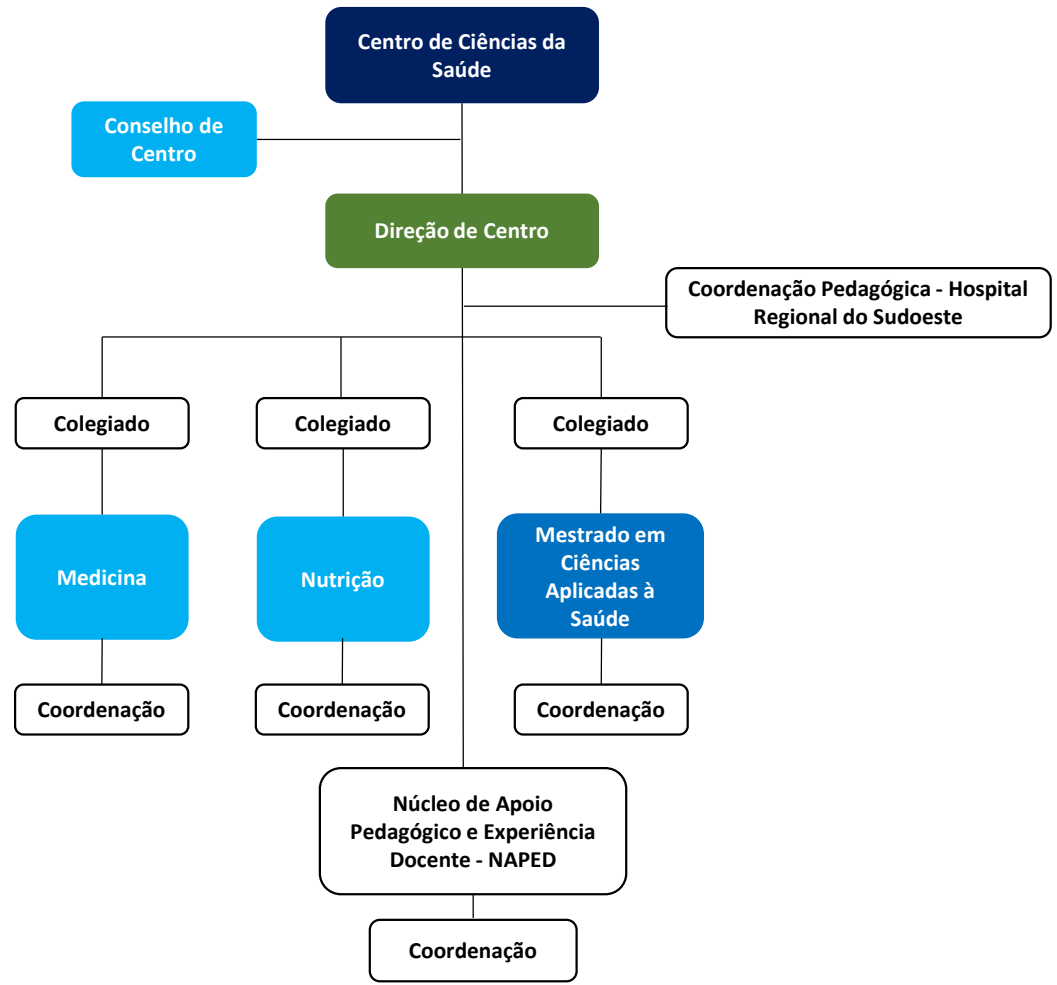 Centro de Ciências da
Saúde
Conselho de
Centro
Direção de Centro
Coordenação Pedagógica - Hospital
Regional do Sudoeste
Colegiado
Colegiado
Colegiado
Medicina
Nutrição
Mestrado em
Ciências
Aplicadas à
Saúde
Coordenação
Coordenação
Coordenação
Núcleo de Apoio
Pedagógico e Experiência
Docente - NAPED
Coordenação